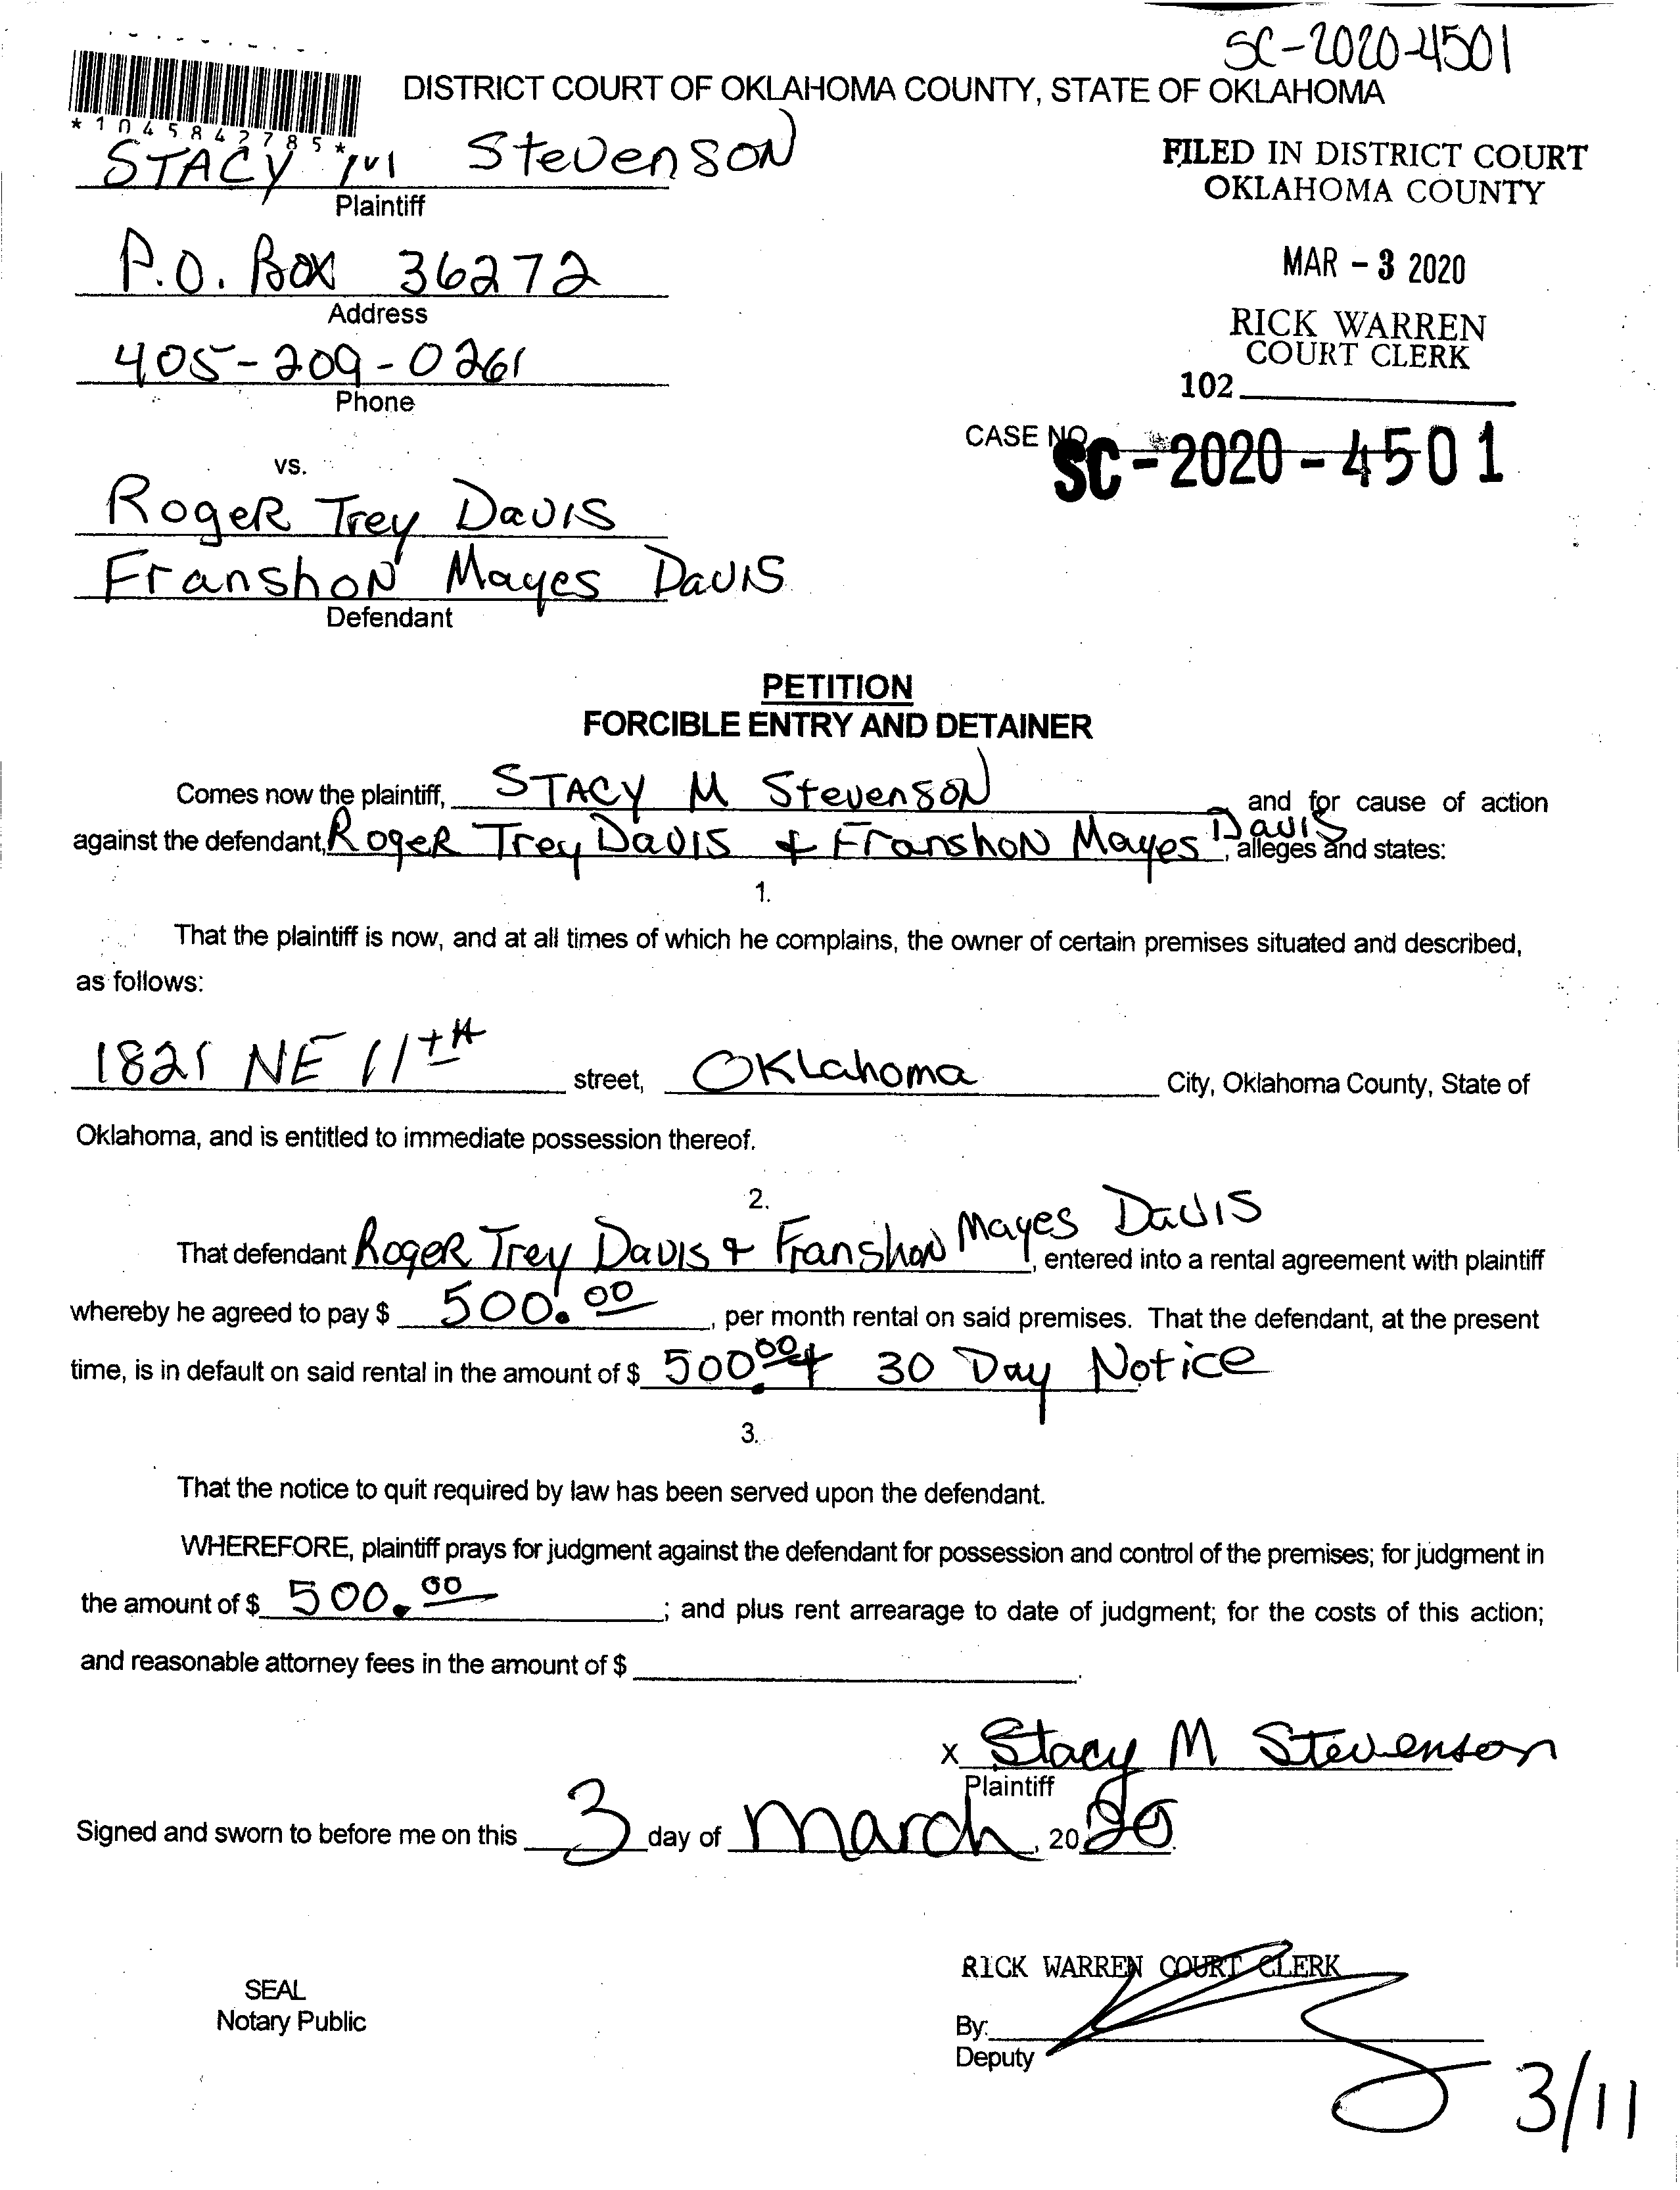 SC-2020-4501
DISTRICT COURT OF OKLAHOMA COUNTY, STATE OF OKLAHOMA
*1045842785*
STACY M Stevenson
Plaintiff
FILED IN DISTRICT COURT
OKLAHOMA COUNTY
P.O. Box 36272
Address
MAR - 3 2020
405-209-0261
Phone
RICK WARREN
COURT CLERK
102
CASE NO.
SC - 2020 - 4501
vs.
Roger Trey Davis
Franshon Mayes Davis
Defendant
PETITION
FORCIBLE ENTRY AND DETAINER
Comes now the plaintiff, STACY M Stevenson and for cause of action
against the defendant, Roger Trey Davis & Franshon Mayes Davis, alleges and states:
1.
That the plaintiff is now, and at all times of which he complains, the owner of certain premises situated and described,
as follows:
1821 NE 11th street, Oklahoma City, Oklahoma County, State of
Oklahoma, and is entitled to immediate possession thereof.
2.
That defendant Roger Trey Davis & Franshon Mayes Davis, entered into a rental agreement with plaintiff
whereby he agreed to pay $ 500.00, per month rental on said premises. That the defendant, at the present
time, is in default on said rental in the amount of $ 500.00 + 30 Day Notice
3.
That the notice to quit required by law has been served upon the defendant.
WHEREFORE, plaintiff prays for judgment against the defendant for possession and control of the premises; for judgment in
the amount of $ 500.00; and plus rent arrearage to date of judgment; for the costs of this action;
and reasonable attorney fees in the amount of $ .
x Stacy M Stevenson
Plaintiff
Signed and sworn to before me on this 3 day of March, 2020.
RICK WARREN COURT CLERK
SEAL
Notary Public
By:
Deputy
3/11